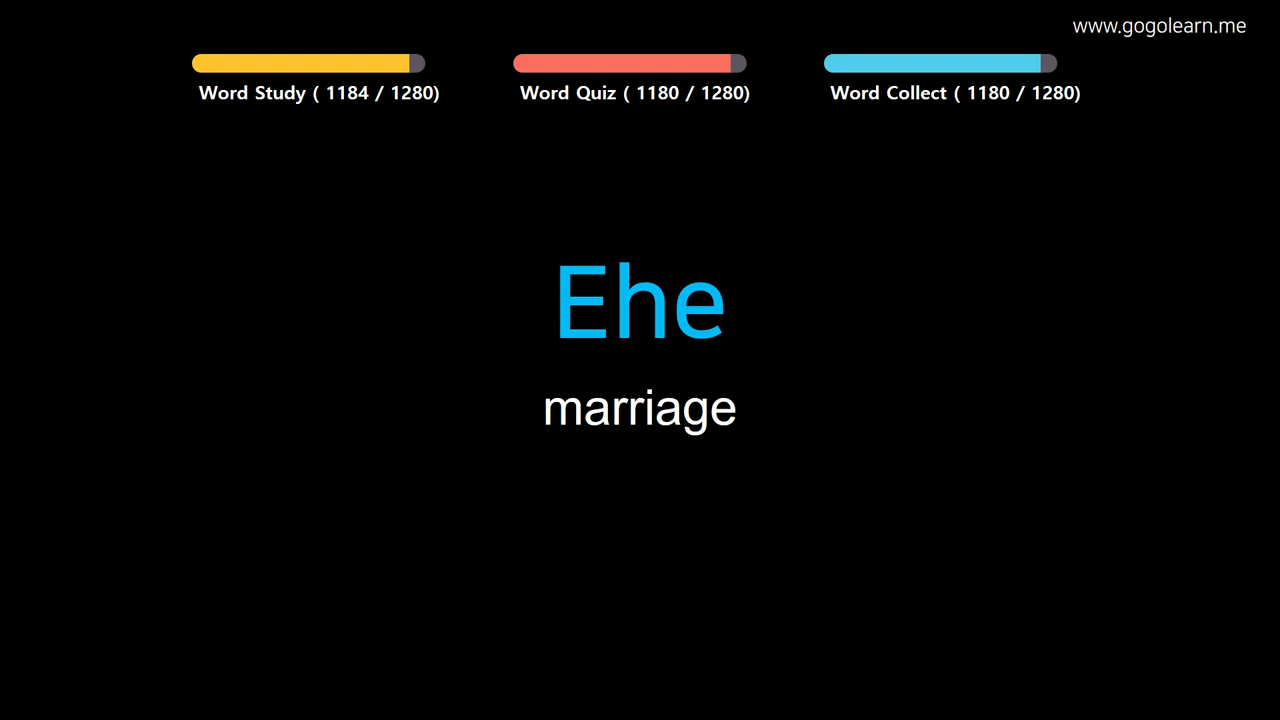 www.gogolearn.me
Word Study ( 1184 / 1280)
Word Quiz ( 1180 / 1280)
Word Collect ( 1180 / 1280)
Ehe
marriage